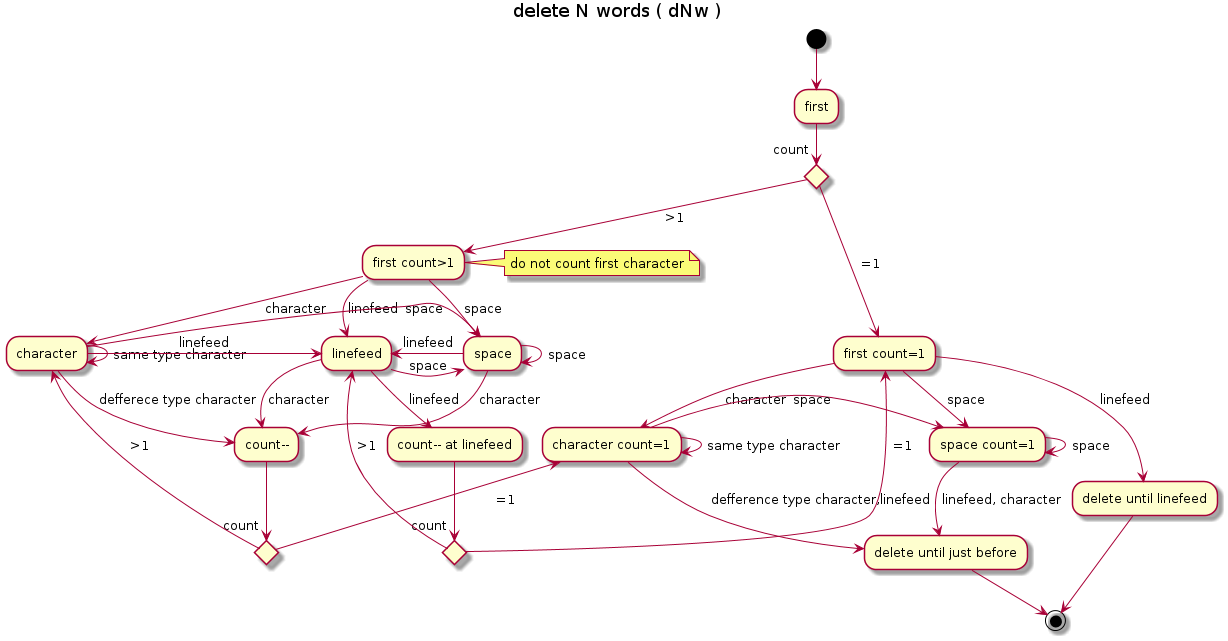 delete N words ( dNw )
first
count
>1
=1
first count>1
do not count first character
character
linefeed
space
space
linefeed
linefeed
character
same type character
linefeed
space
space
space
first count=1
defferece type character
character
linefeed
character
character
space
space
linefeed
>1
count--
>1
count-- at linefeed
character count=1
same type character
=1
space count=1
space
=1
defference type character,linefeed
linefeed, character
delete until linefeed
count
count
delete until just before